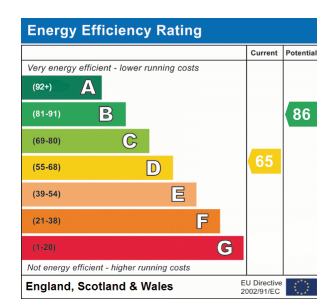 Energy Efficiency Rating
Current Potential
Very energy efficient - lower running costs
(92+) A
(81-91) B
86
(69-80) C
(55-68) D
65
(39-54) E
(21-38) F
(1-20) G
Not energy efficient - higher running costs
England, Scotland & Wales
EU Directive
2002/91/EC